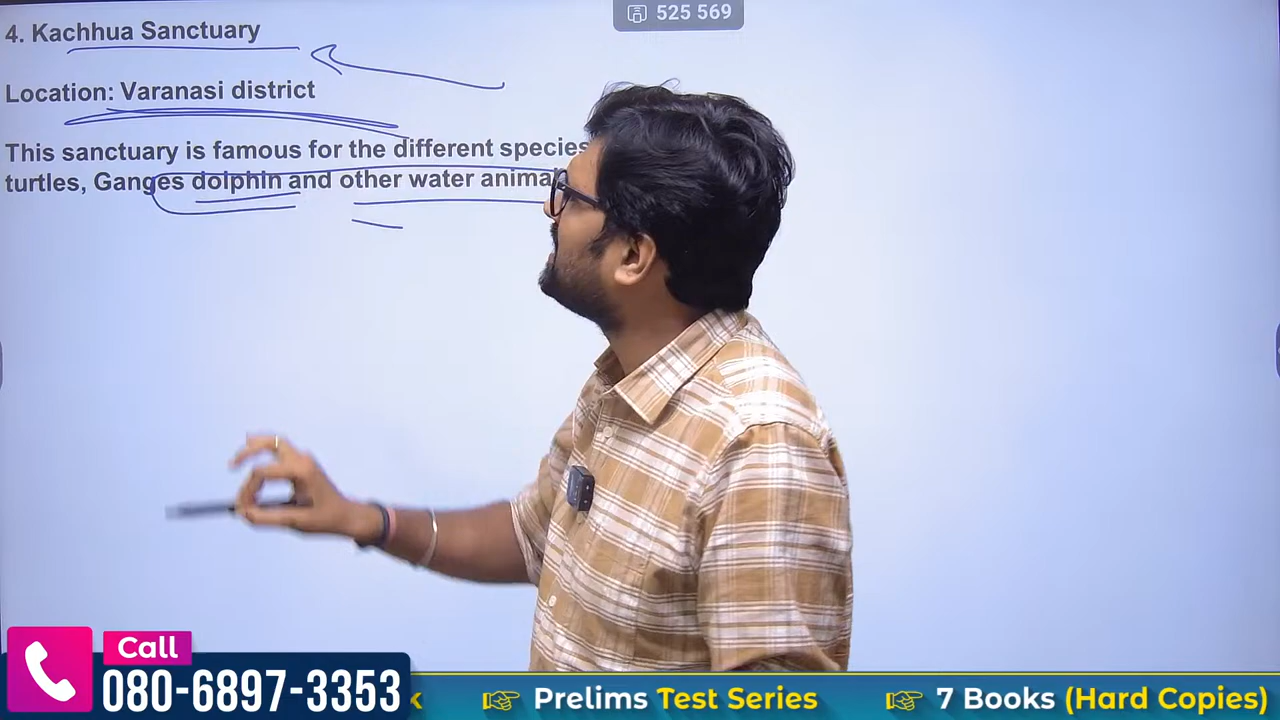 525 569
4. Kachhua Sanctuary
Location: Varanasi district
This sanctuary is famous for the different species
turtles, Ganges dolphin and other water
Call
080-6897-3353
Prelims Test Series
7 Books (Hard Copies)